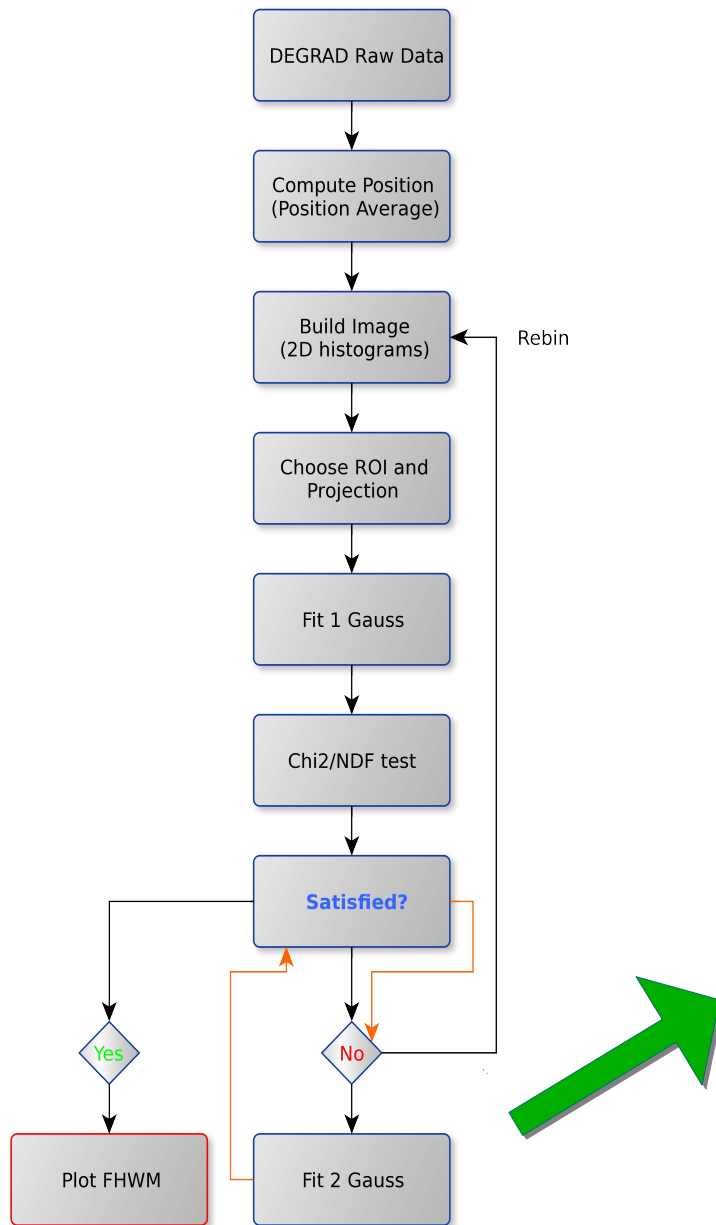 DEGRAD Raw Data
Compute Position
(Position Average)
Build Image
(2D histograms)
Rebin
Choose ROI and
Projection
Fit 1 Gauss
Chi2/NDF test
Satisfied?
Yes
No
Plot FHWM
Fit 2 Gauss